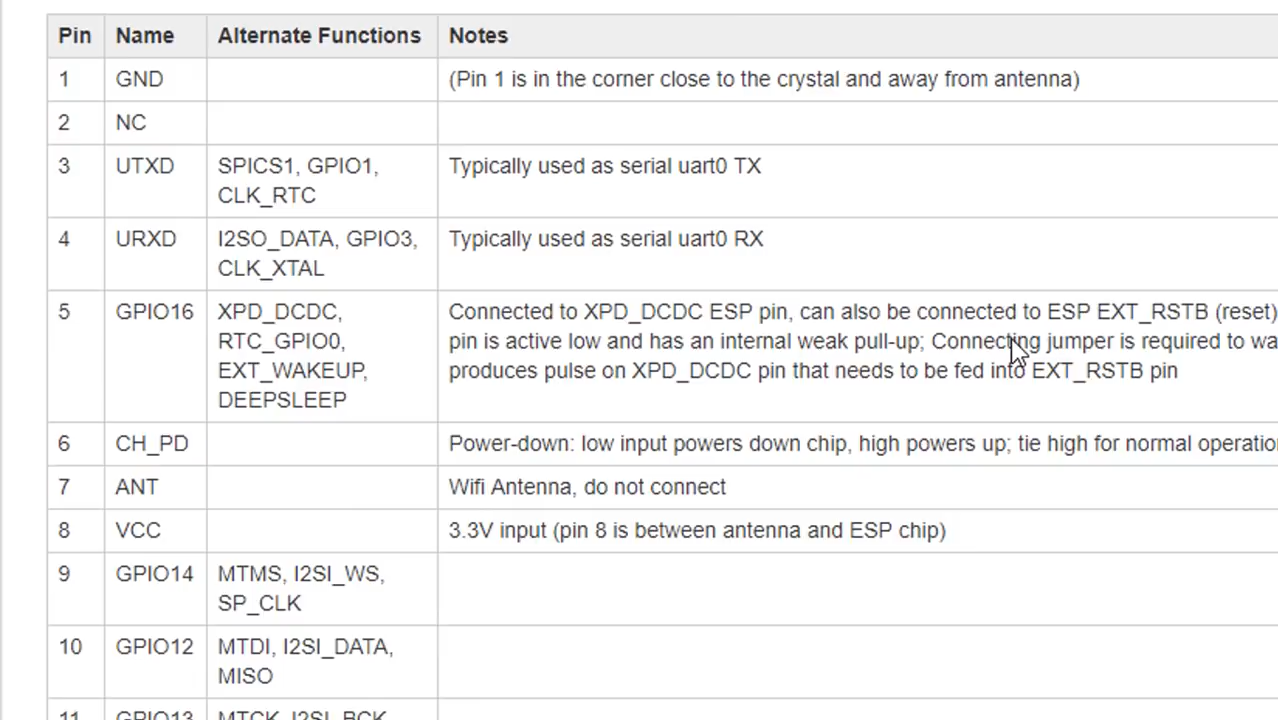 Pin Name Alternate Functions Notes
1 GND (Pin 1 is in the corner close to the crystal and away from antenna)
2 NC
3 UTXD SPICS1, GPIO1, Typically used as serial uart0 TX
CLK_RTC
4 URXD I2SO_DATA, GPIO3, Typically used as serial uart0 RX
CLK_XTAL
5 GPIO16 XPD_DCDC, Connected to XPD_DCDC ESP pin, can also be connected to ESP EXT_RSTB (reset)
RTC_GPIO0, pin is active low and has an internal weak pull-up; Connecting jumper is required to wa
EXT_WAKEUP, produces pulse on XPD_DCDC pin that needs to be fed into EXT_RSTB pin
DEEPSLEEP
6 CH_PD Power-down: low input powers down chip, high powers up; tie high for normal operatio
7 ANT Wifi Antenna, do not connect
8 VCC 3.3V input (pin 8 is between antenna and ESP chip)
9 GPIO14 MTMS, I2SI_WS,
SP_CLK
10 GPIO12 MTDI, I2SI_DATA,
MISO
11 GPIO13 MTCK, I2SI_BCK,